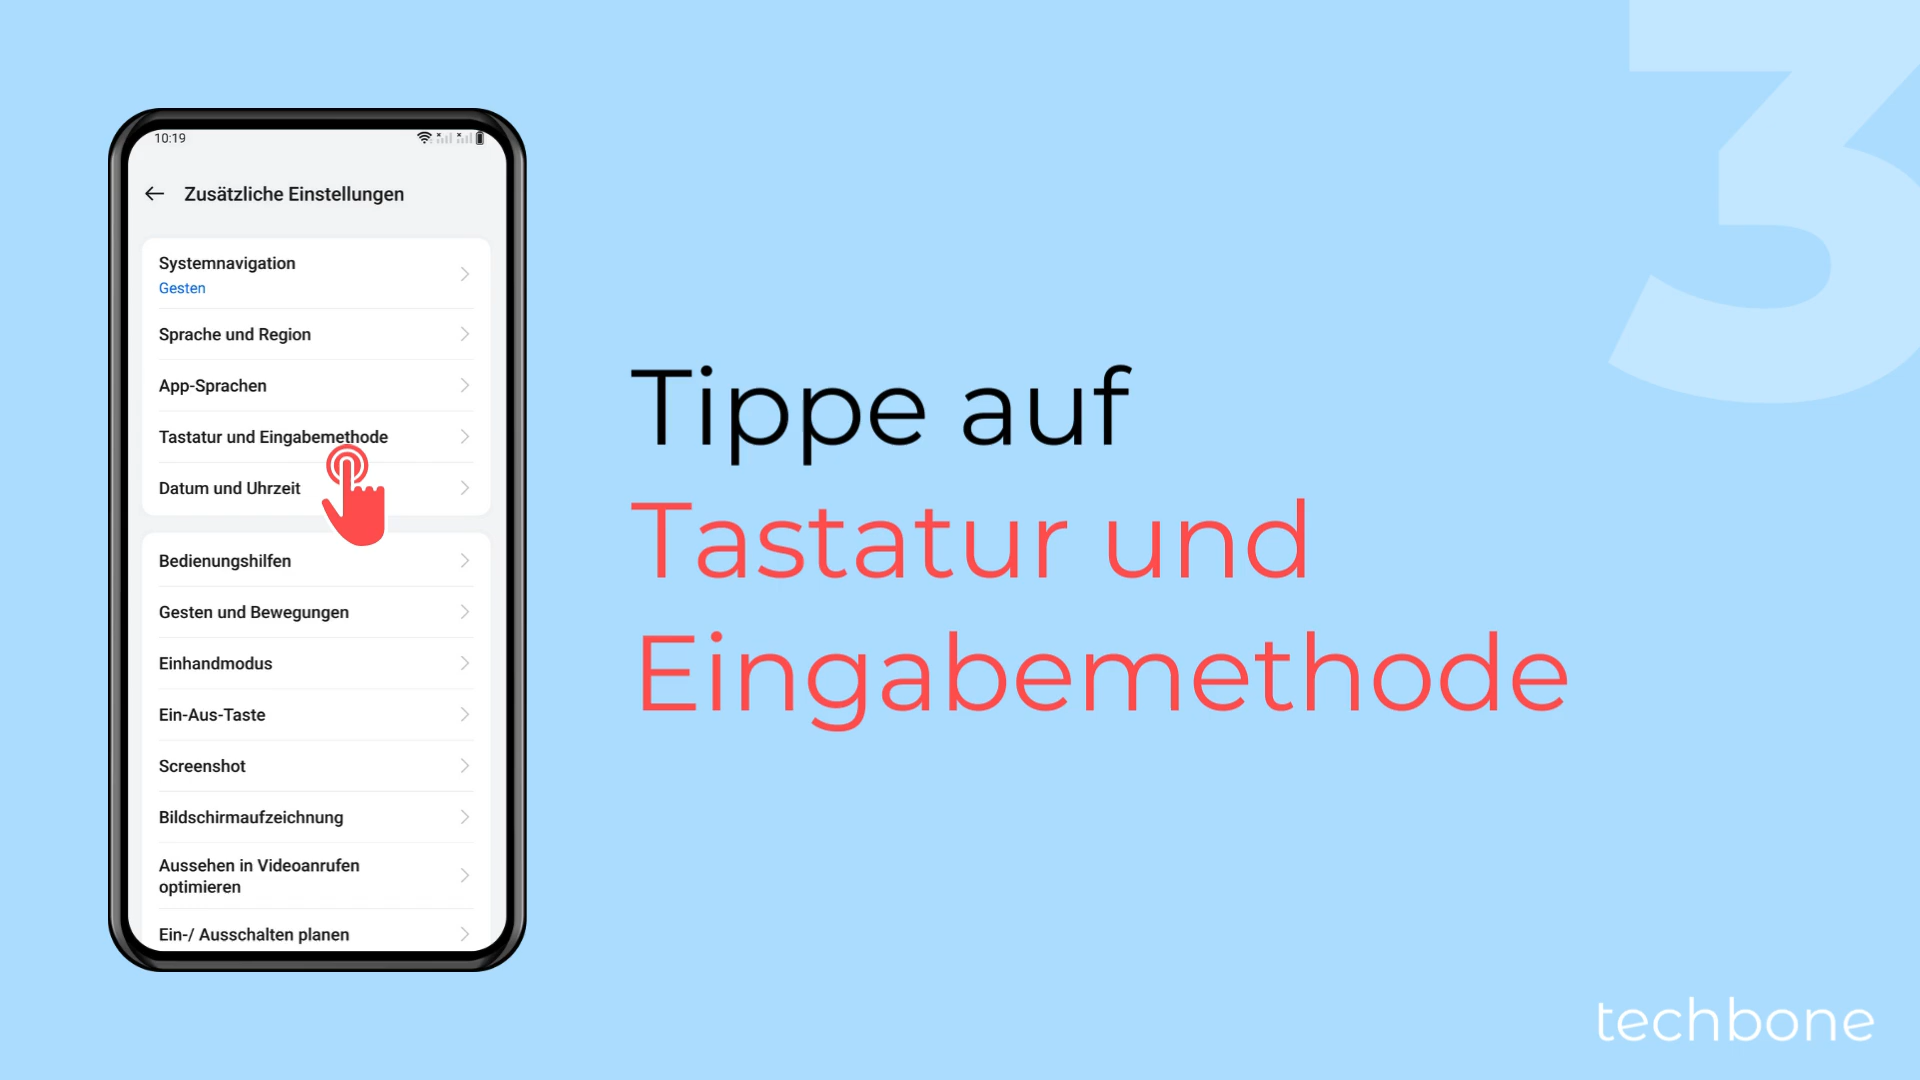 10:19
Zusätzliche Einstellungen
Systemnavigation
Gesten
Sprache und Region
App-Sprachen
Tastatur und Eingabemethode
Datum und Uhrzeit
Bedienungshilfen
Gesten und Bewegungen
Einhandmodus
Ein-Aus-Taste
Screenshot
Bildschirmaufzeichnung
Aussehen in Videoanrufen
optimieren
Ein-/ Ausschalten planen
Tippe auf
Tastatur und
Eingabemethode
3
techbone